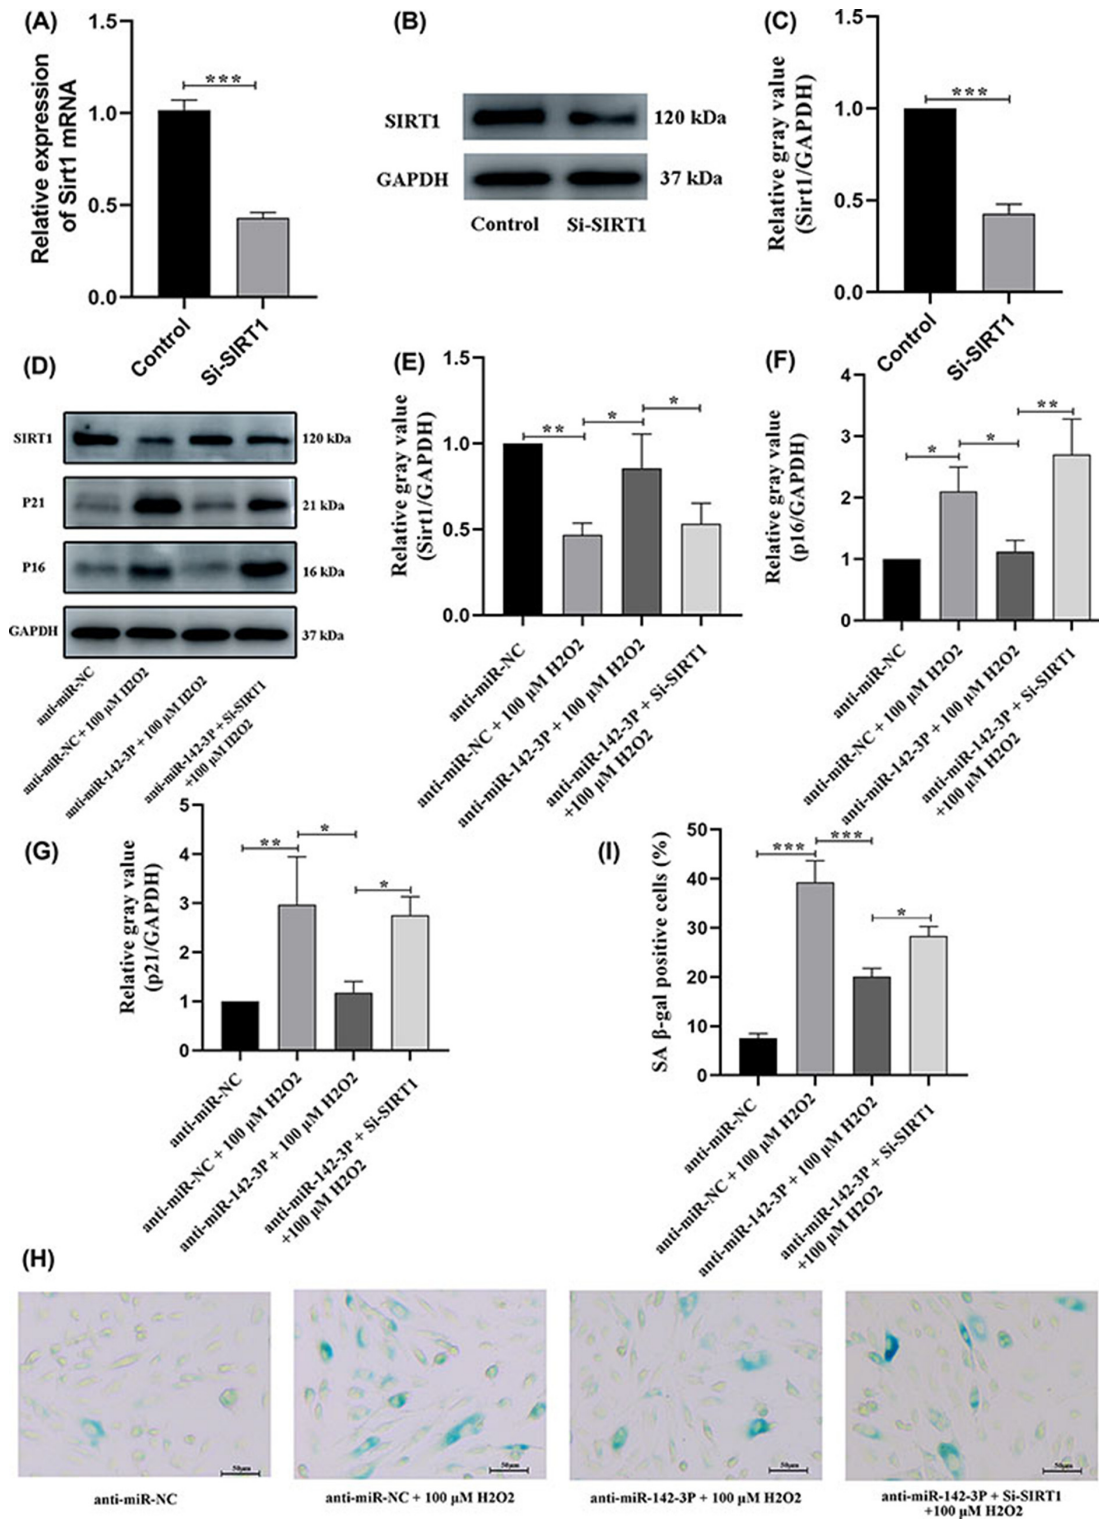 (A)
Relative expression
of Sirt1 mRNA
1.5
1.0
0.5
0.0
***
Control
Si-SIRT1
(B)
SIRT1
120 kDa
GAPDH
37 kDa
Control
Si-SIRT1
(C)
Relative gray value
(Sirt1/GAPDH)
1.5
1.0
0.5
0.0
***
Control
Si-SIRT1
(D)
SIRT1
120 kDa
P21
21 kDa
P16
16 kDa
GAPDH
37 kDa
anti-miR-NC
anti-miR-NC + 100 μM H2O2
anti-miR-142-3P + 100 μM H2O2
anti-miR-142-3P + Si-SIRT1
+100 μM H2O2
(E)
Relative gray value
(Sirt1/GAPDH)
1.5
1.0
0.5
0.0
**
*
*
anti-miR-NC
anti-miR-NC + 100 μM H2O2
anti-miR-142-3P + 100 μM H2O2
anti-miR-142-3P + Si-SIRT1
+100 μM H2O2
(F)
Relative gray value
(p16/GAPDH)
4
3
2
1
0
*
*
**
anti-miR-NC
anti-miR-NC + 100 μM H2O2
anti-miR-142-3P + 100 μM H2O2
anti-miR-142-3P + Si-SIRT1
+100 μM H2O2
(G)
Relative gray value
(p21/GAPDH)
5
4
3
2
1
0
**
*
*
anti-miR-NC
anti-miR-NC + 100 μM H2O2
anti-miR-142-3P + 100 μM H2O2
anti-miR-142-3P + Si-SIRT1
+100 μM H2O2
(I)
SA β-gal positive cells (%)
50
40
30
20
10
0
***
***
*
anti-miR-NC
anti-miR-NC + 100 μM H2O2
anti-miR-142-3P + 100 μM H2O2
anti-miR-142-3P + Si-SIRT1
+100 μM H2O2
(H)
50μm
50μm
50μm
50μm
anti-miR-NC
anti-miR-NC + 100 μM H2O2
anti-miR-142-3P + 100 μM H2O2
anti-miR-142-3P + Si-SIRT1
+100 μM H2O2